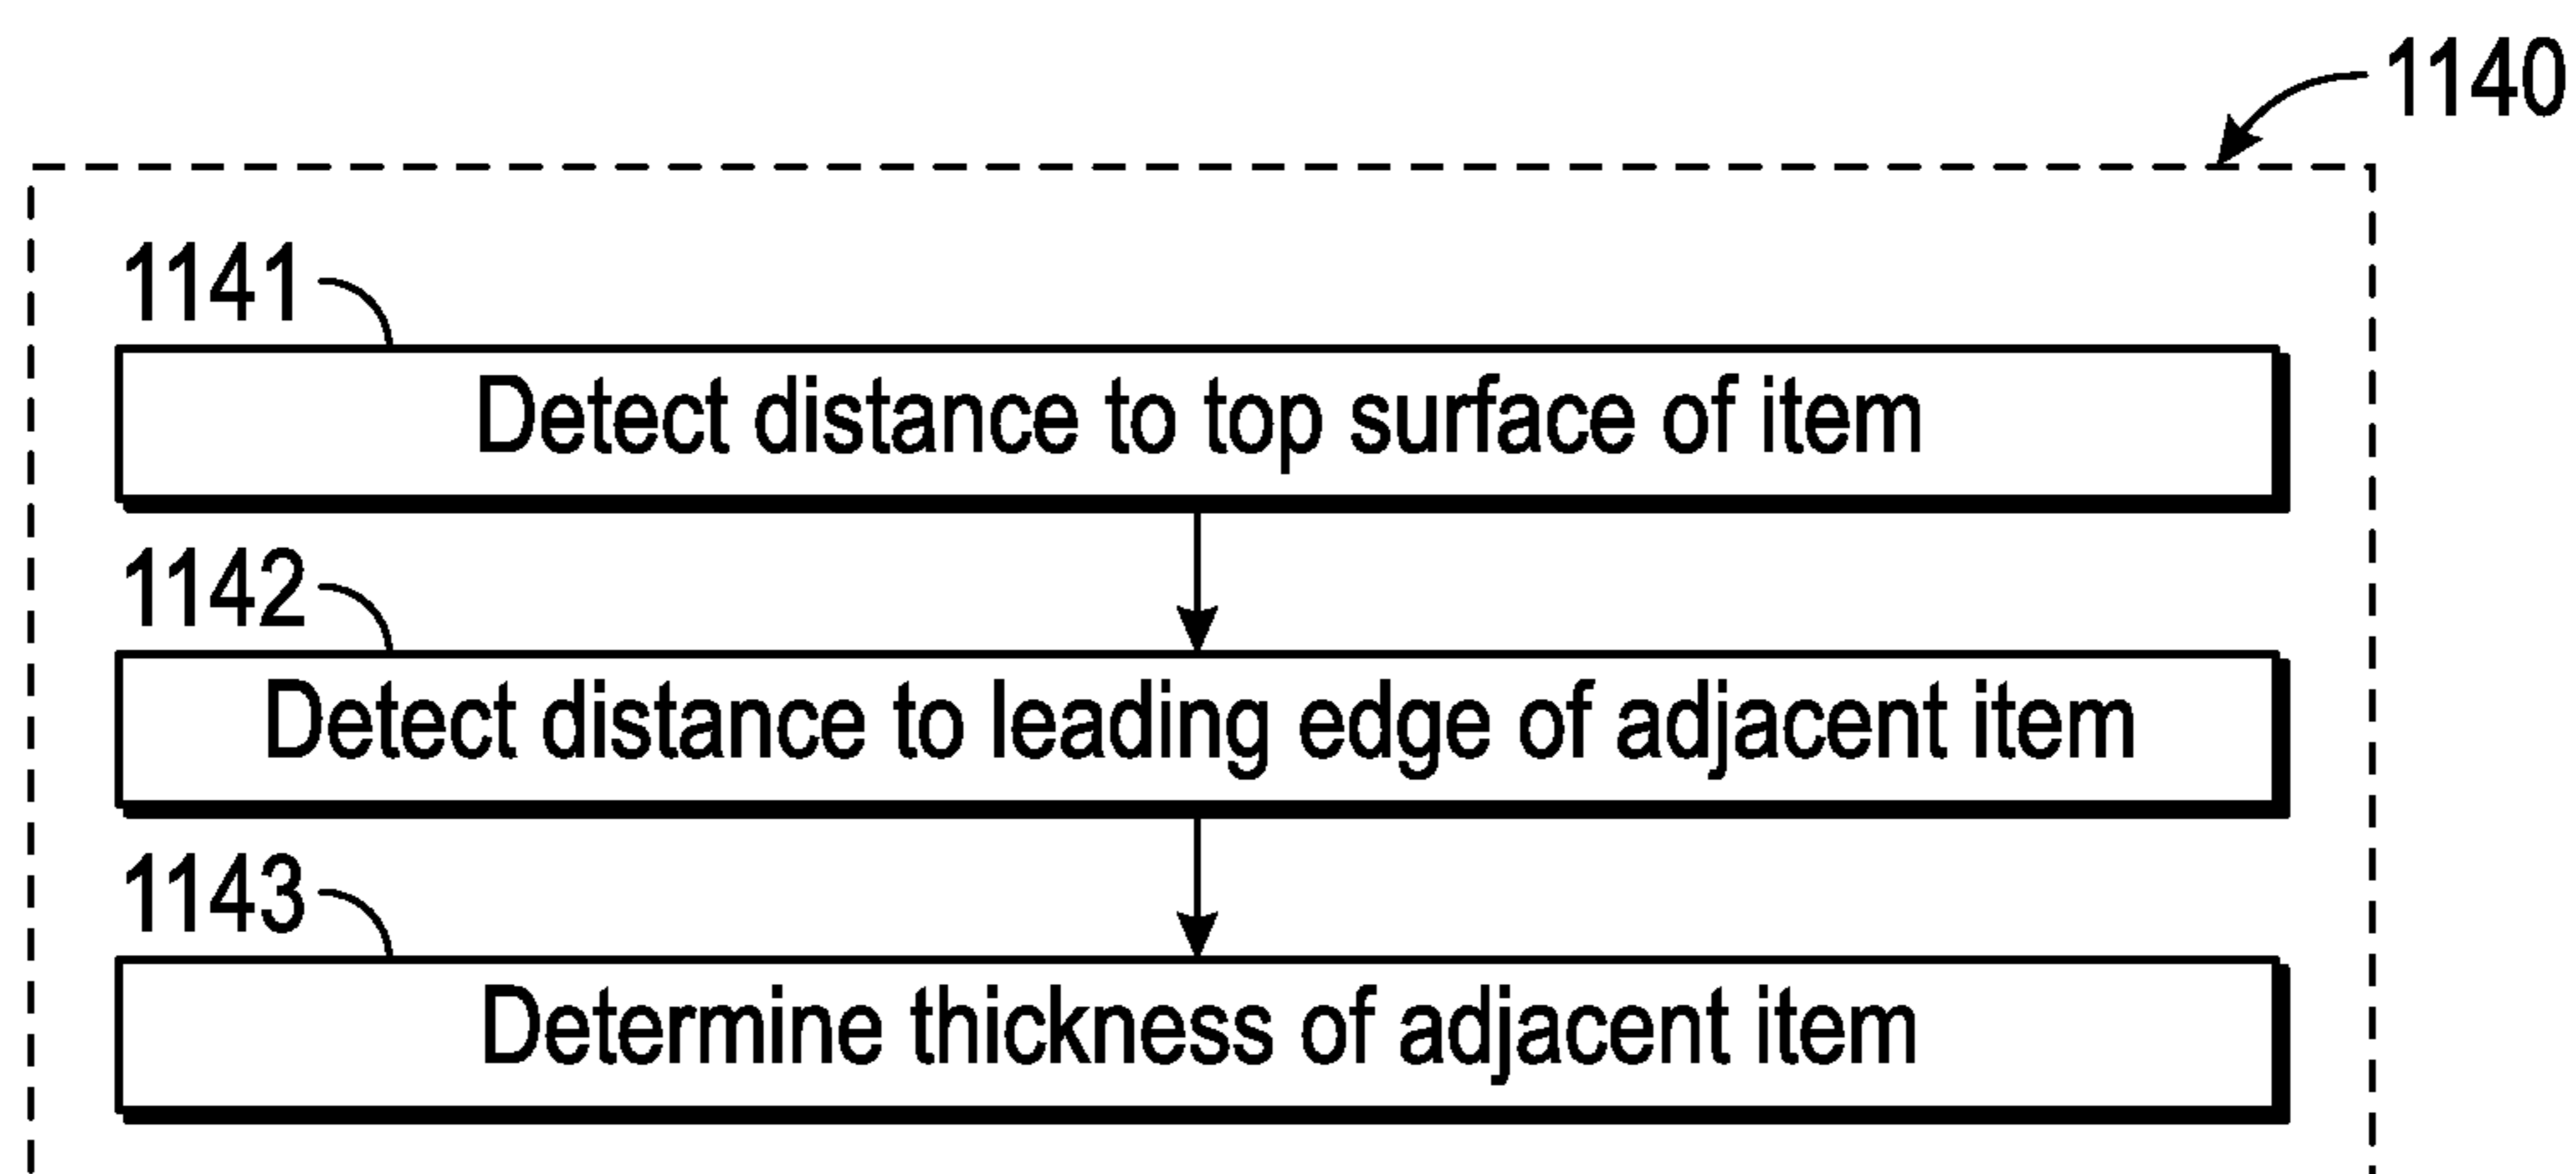 1140
1141
Detect distance to top surface of item
1142
Detect distance to leading edge of adjacent item
1143
Determine thickness of adjacent item